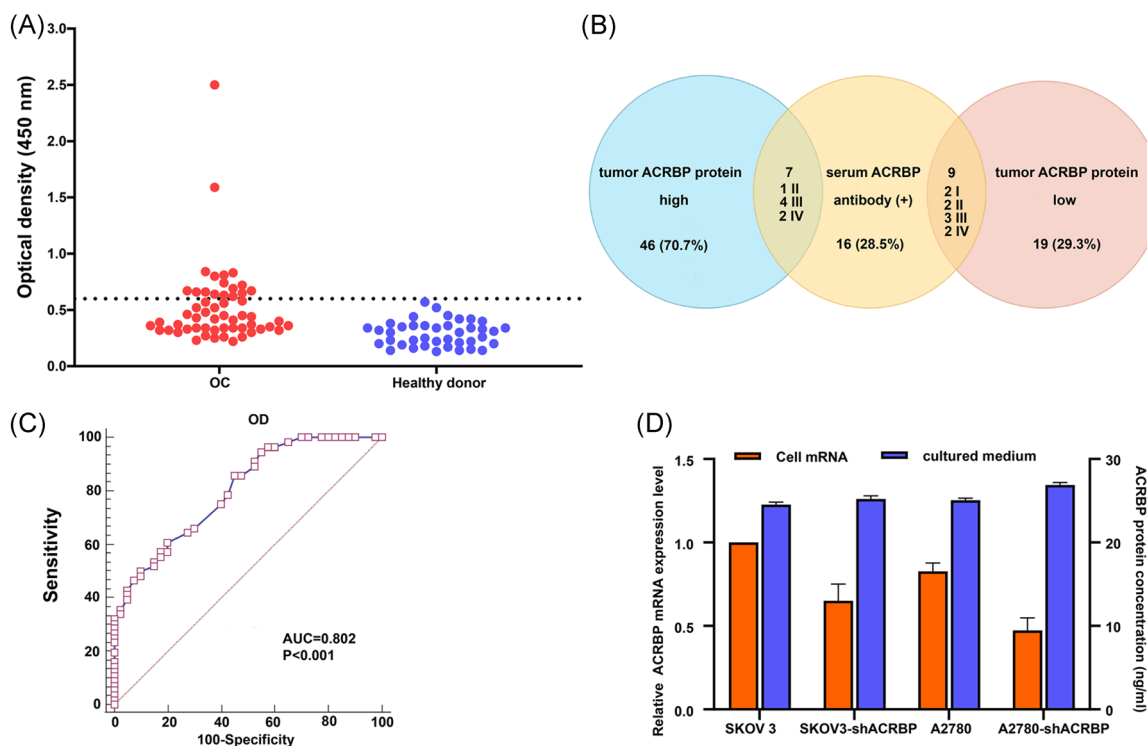 (A)
3.0
2.5
2.0
1.5
1.0
0.5
0.0
Optical density (450 nm)
OC
Healthy donor
(B)
tumor ACRBP protein
high
46 (70.7%)
7
1 II
4 III
2 IV
serum ACRBP
antibody (+)
16 (28.5%)
9
2 I
2 II
3 III
2 IV
tumor ACRBP protein
low
19 (29.3%)
(C)
OD
100
80
60
40
20
0
Sensitivity
AUC=0.802
P<0.001
0
20
40
60
80
100
100-Specificity
(D)
Cell mRNA
cultured medium
1.5
1.0
0.5
0.0
Relative ACRBP mRNA expression level
30
20
10
0
ACRBP protein concentration (ng/ml)
SKOV 3
SKOV3-shACRBP
A2780
A2780-shACRBP